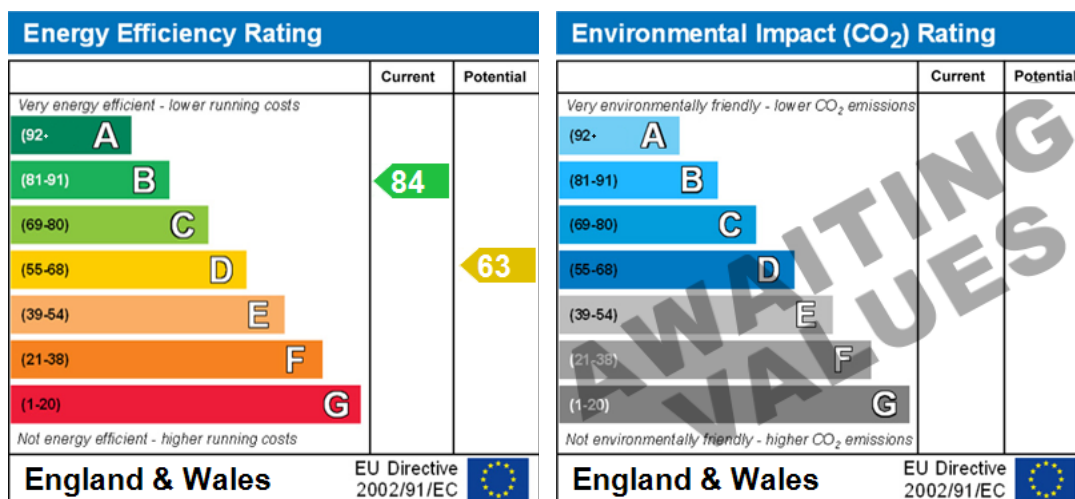 Energy Efficiency Rating
Current Potential
Very energy efficient - lower running costs
(92+ A
(81-91) B
84
(69-80) C
(55-68) D
63
(39-54) E
(21-38) F
(1-20) G
Not energy efficient - higher running costs
England & Wales
EU Directive
2002/91/EC
Environmental Impact (CO₂) Rating
Current Potential
Very environmentally friendly - lower CO₂ emissions
(92+ A
(81-91) B
(69-80) C
(55-68) D
(39-54) E
(21-38) F
(1-20) G
AWAITING
VALUES
Not environmentally friendly - higher CO₂ emissions
England & Wales
EU Directive
2002/91/EC